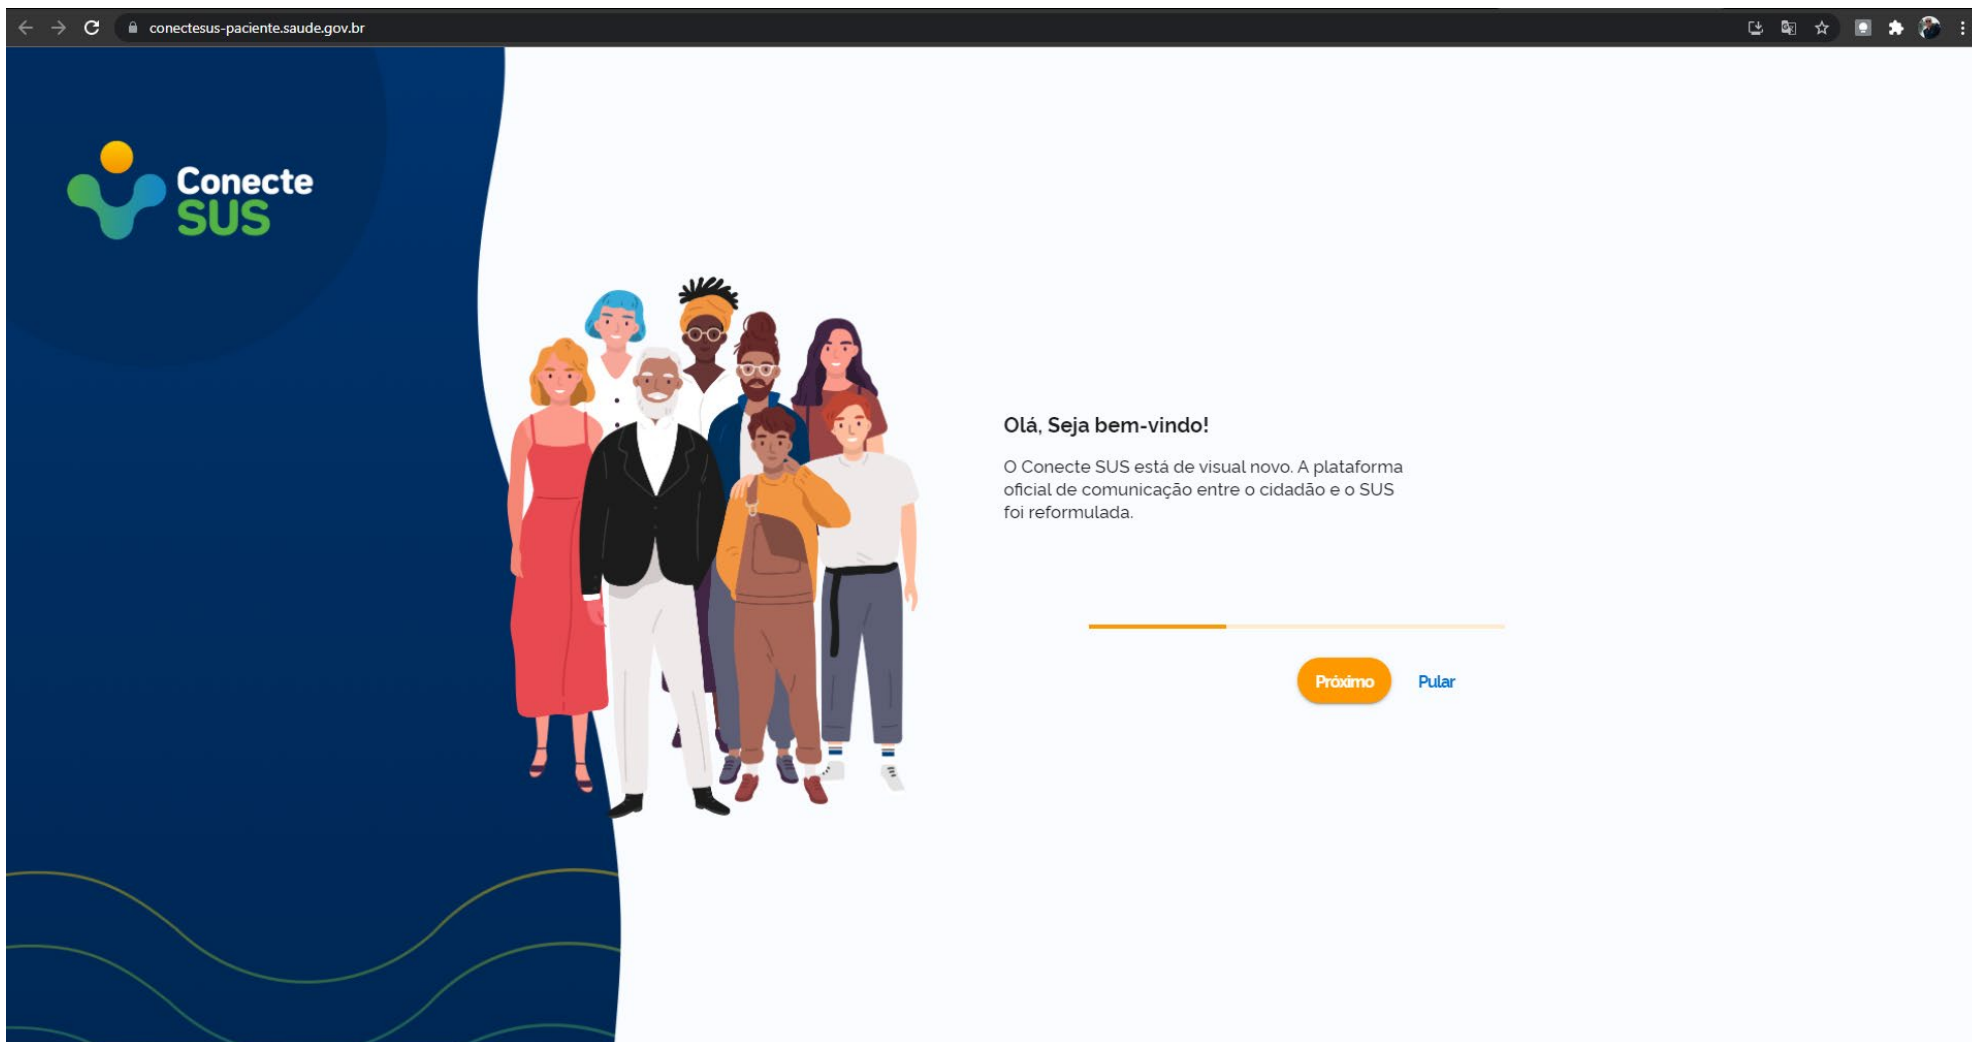 conectesus-paciente.saude.gov.br
Conecte
SUS
Olá, Seja bem-vindo!
O Conecte SUS está de visual novo. A plataforma
oficial de comunicação entre o cidadão e o SUS
foi reformulada.
Próximo Pular